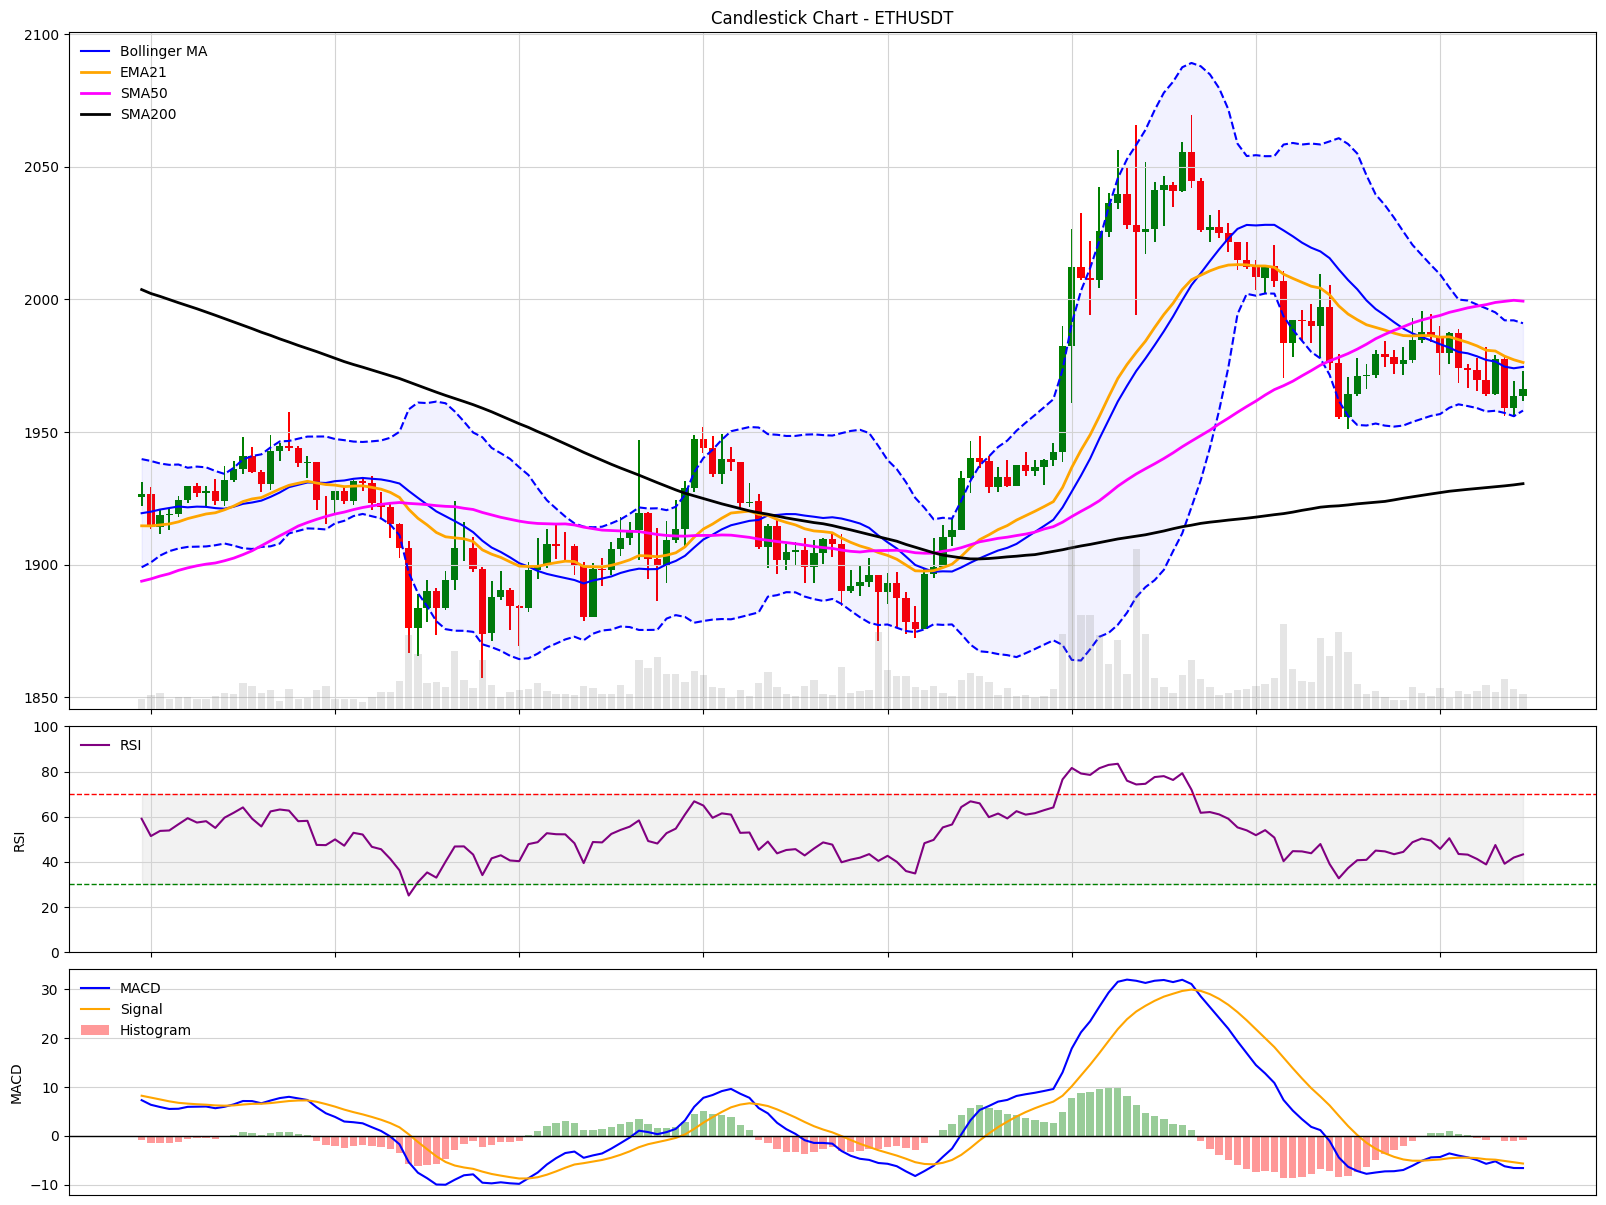 Candlestick Chart - ETHUSDT
2100
2050
2000
1950
1900
1850
Bollinger MA
EMA21
SMA50
SMA200
100
80
60
40
20
0
RSI
RSI
30
20
10
0
−10
MACD
MACD
Signal
Histogram